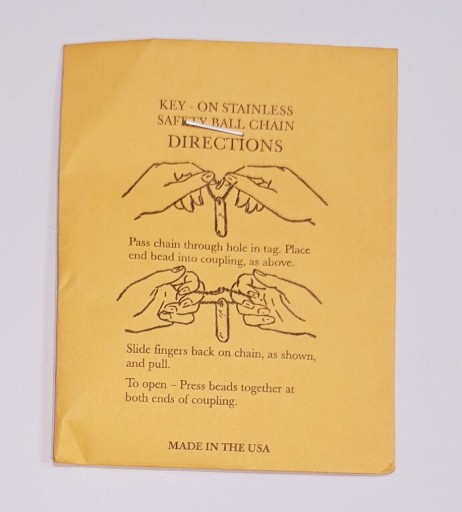 KEY - ON STAINLESS
SAFETY BALL CHAIN
DIRECTIONS
Pass chain through hole in tag. Place
end bead into coupling, as above.
Slide fingers back on chain, as shown,
and pull.
To open – Press beads together at
both ends of coupling.
MADE IN THE USA